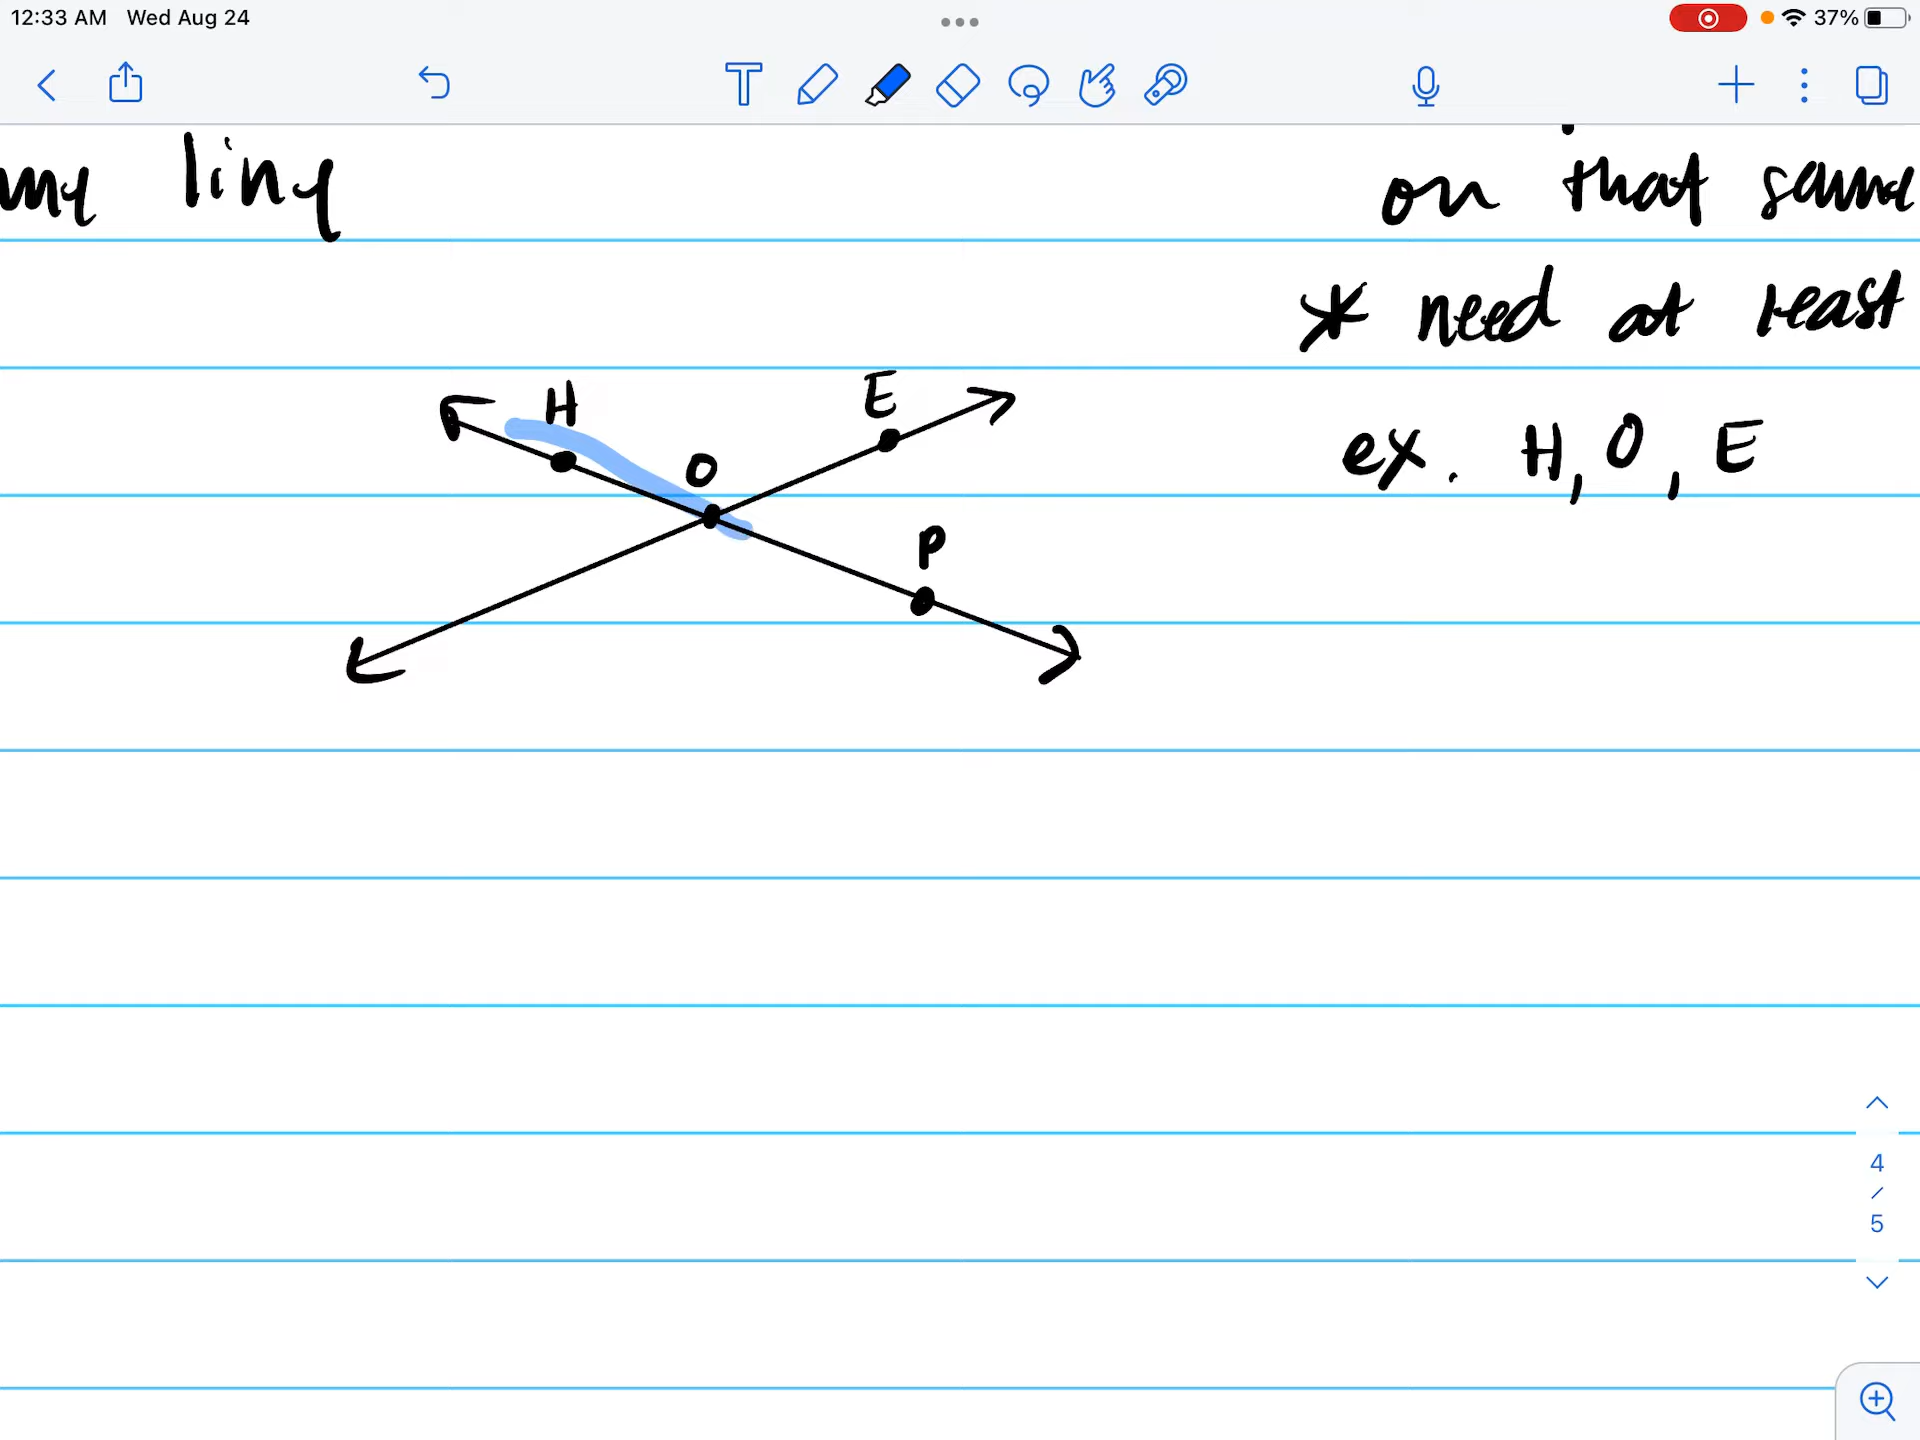 12:33 AM Wed Aug 24
37%
line
on that same
* need at least
H
E
ex. H, O, E
O
P
4
/
5